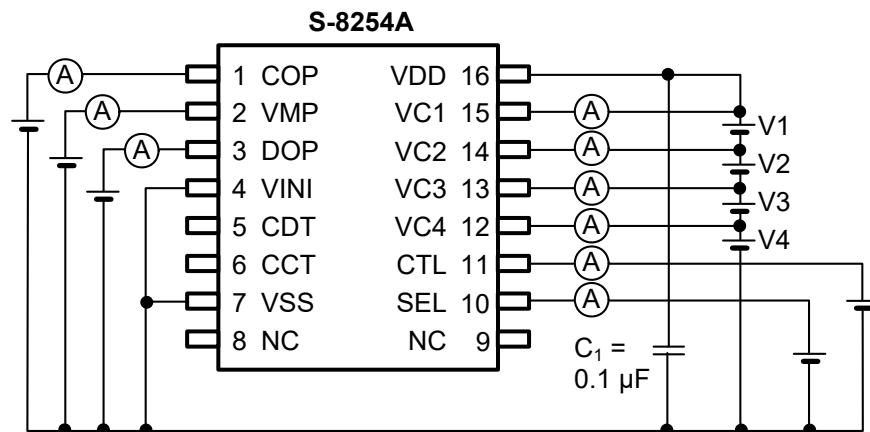 S-8254A
A
1 COP
VDD 16
A
2 VMP
VC1 15
A
V1
A
3 DOP
VC2 14
A
V2
4 VINI
VC3 13
A
V3
5 CDT
VC4 12
A
V4
6 CCT
CTL 11
A
7 VSS
SEL 10
A
8 NC
NC 9
C₁ =
0.1 µF